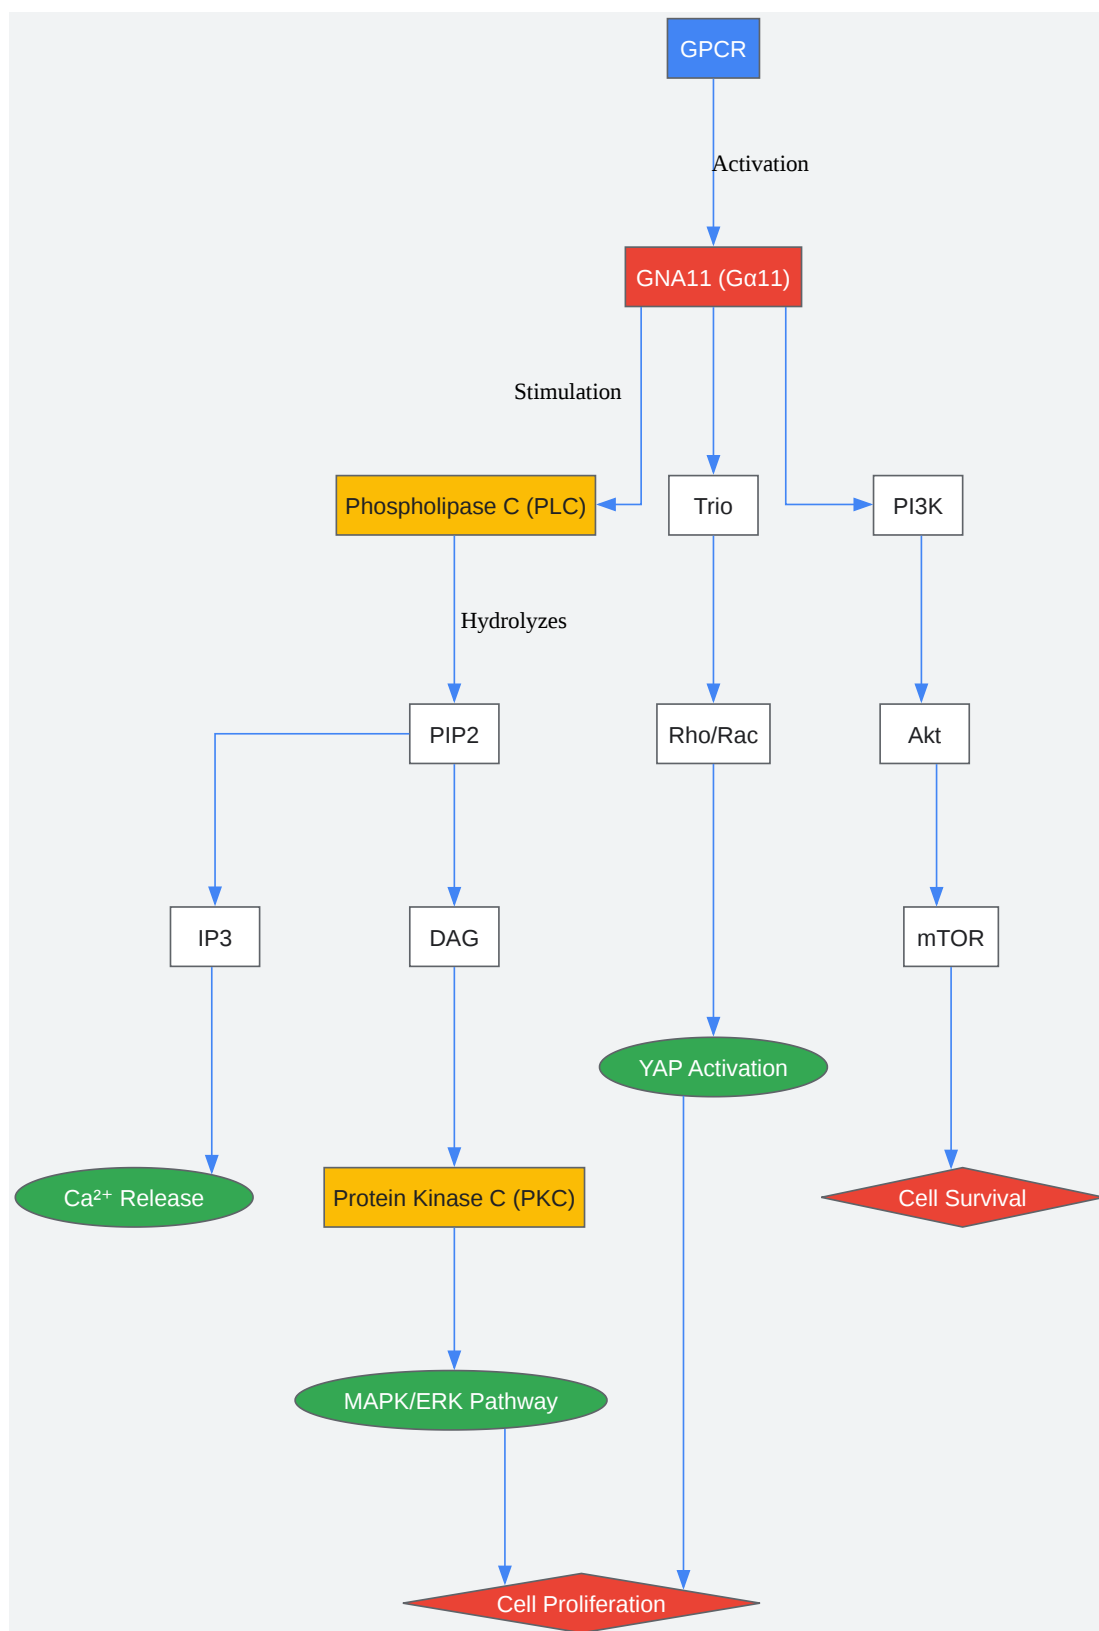 GPCR
Activation
GNA11 (Gα11)
Stimulation
Phospholipase C (PLC)
Trio
PI3K
Hydrolyzes
PIP2
Rho/Rac
Akt
IP3
DAG
mTOR
YAP Activation
Ca²⁺ Release
Protein Kinase C (PKC)
Cell Survival
MAPK/ERK Pathway
Cell Proliferation